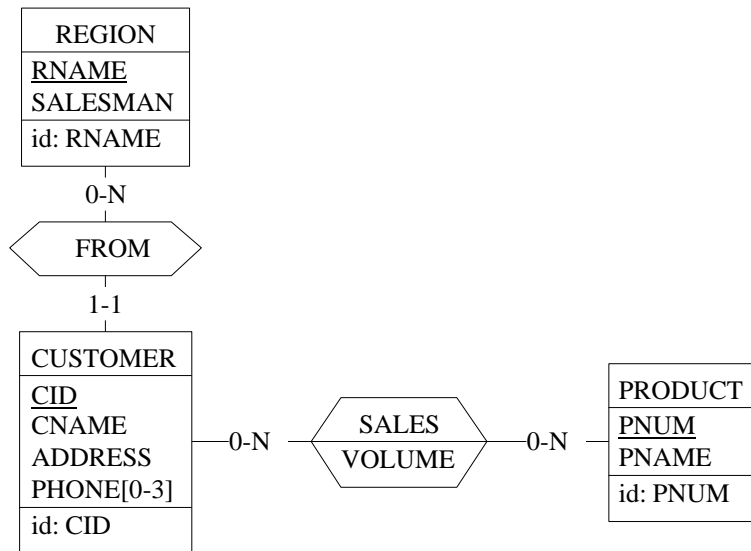 REGION
RNAME
SALESMAN
id: RNAME
0-N
FROM
1-1
CUSTOMER
CID
CNAME
ADDRESS
PHONE[0-3]
id: CID
0-N
SALES
VOLUME
0-N
PRODUCT
PNUM
PNAME
id: PNUM